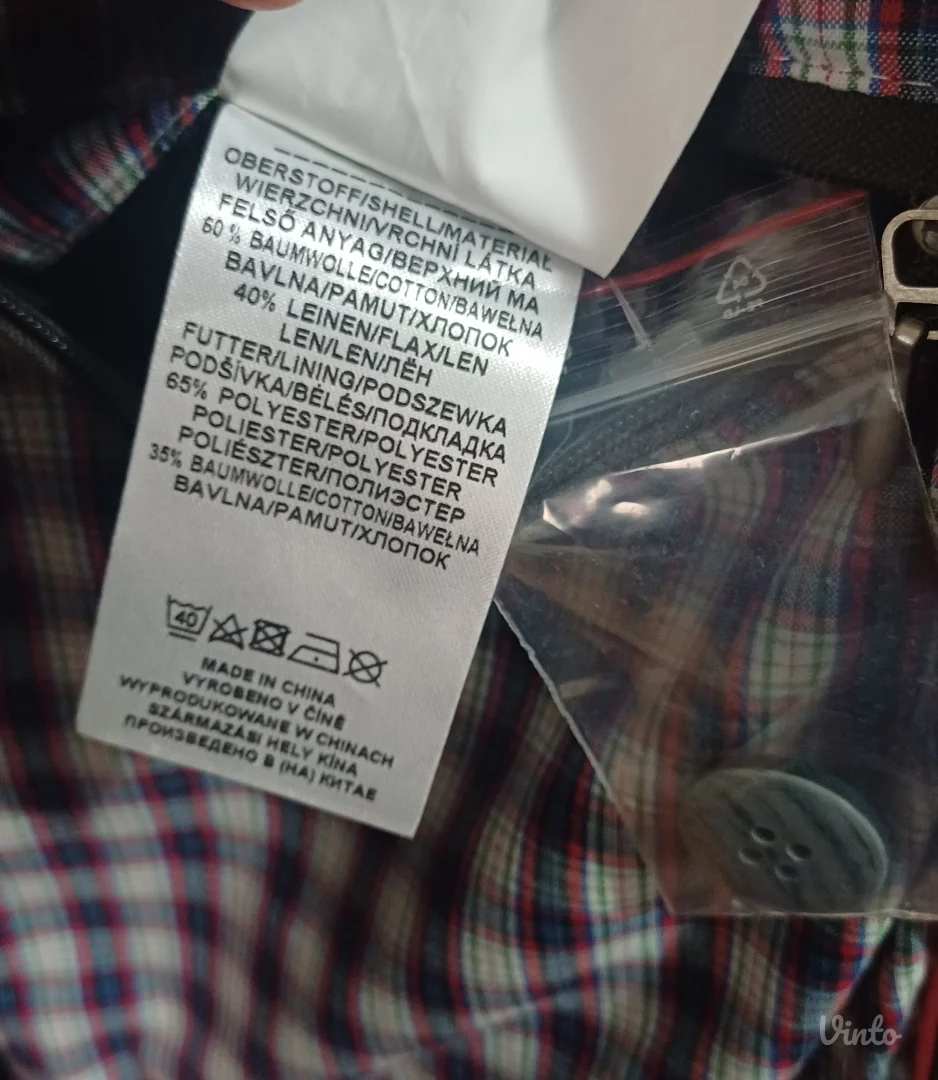 OBERSTOFF/SHELL/MATERIAŁ
WIERZCHNI/VRCHNÍ LÁTKA
FELSŐ ANYAG/ВЕРХНИЙ МА
60 % BAUMWOLLE/COTTON/BAWEŁNA
BAVLNA/PAMUT/ХЛОПОК
40% LEINEN/FLAX/LEN
LEN/LEN/ЛЁН
FUTTER/LINING/PODSZEWKA
PODŠÍVKA/BÉLÉS/ПОДКЛАДКА
65% POLYESTER/POLYESTER
POLIESTER/POLYESTER
POLIÉSZTER/ПОЛИЭСТЕР
35% BAUMWOLLE/COTTON/BAWEŁNA
BAVLNA/PAMUT/ХЛОПОК
40
MADE IN CHINA
VYROBENO V ČÍNĚ
WYPRODUKOWANE W CHINACH
SZÁRMAZÁSI HELY KÍNA
ПРОИЗВЕДЕНО В (НА) КИТАЕ
Vinto